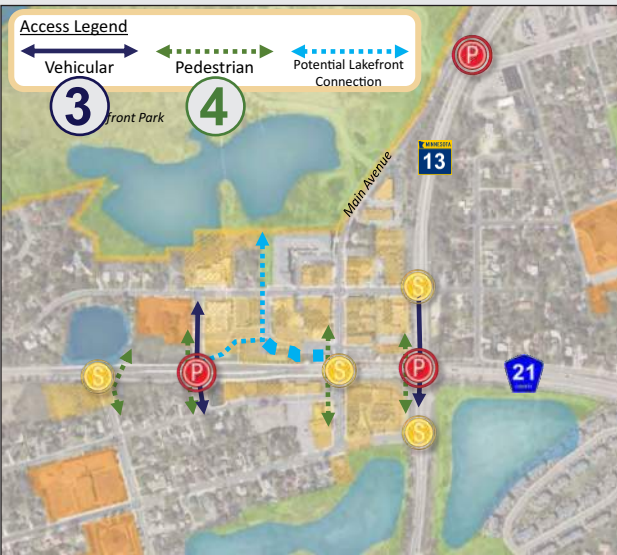 Access Legend
Vehicular
Pedestrian
Potential Lakefront
Connection
3
4
front Park
P
MINNESOTA
13
Main Avenue
S
S
P
S
P
21
S